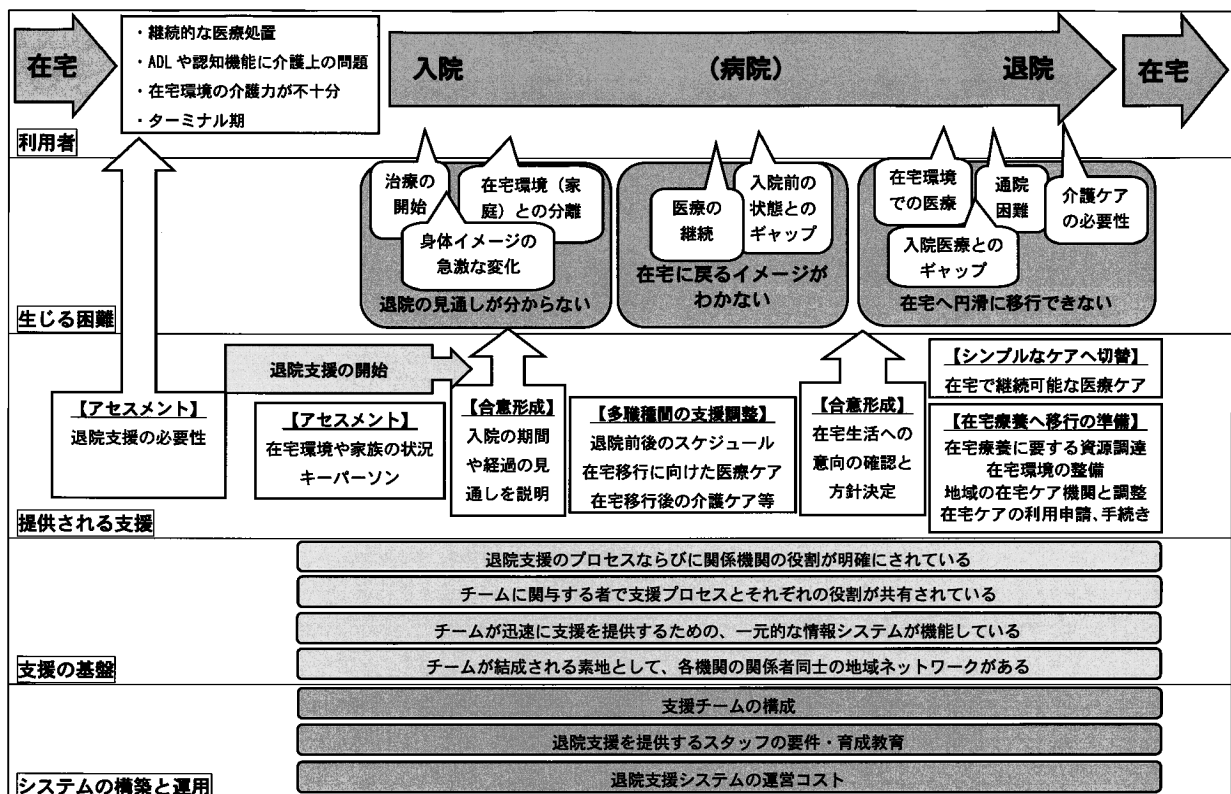 在宅
・継続的な医療処置
・ADLや認知機能に介護上の問題
・在宅環境の介護力が不十分
・ターミナル期
入院
(病院)
退院
在宅
利用者
治療の
開始
在宅環境(家
庭)との分離
身体イメージの
急激な変化
退院の見通しが分からない
医療の
継続
入院前の
状態との
ギャップ
在宅に戻るイメージが
わかない
在宅環境
での医療
通院
困難
介護ケア
の必要性
入院医療との
ギャップ
在宅へ円滑に移行できない
生じる困難
退院支援の開始
【アセスメント】
退院支援の必要性
【アセスメント】
在宅環境や家族の状況
キーパーソン
【合意形成】
入院の期間
や経過の見
通しを説明
【多職種間の支援調整】
退院前後のスケジュール
在宅移行に向けた医療ケア
在宅移行後の介護ケア等
【合意形成】
在宅生活への
意向の確認と
方針決定
【シンプルなケアへ切替】
在宅で継続可能な医療ケア
【在宅療養へ移行の準備】
在宅療養に要する資源調達
在宅環境の整備
地域の在宅ケア機関と調整
在宅ケアの利用申請、手続き
提供される支援
退院支援のプロセスならびに関係機関の役割が明確にされている
チームに関与する者で支援プロセスとそれぞれの役割が共有されている
チームが迅速に支援を提供するための、一元的な情報システムが機能している
チームが結成される素地として、各機関の関係者同士の地域ネットワークがある
支援の基盤
支援チームの構成
退院支援を提供するスタッフの要件・育成教育
退院支援システムの運営コスト
システムの構築と運用